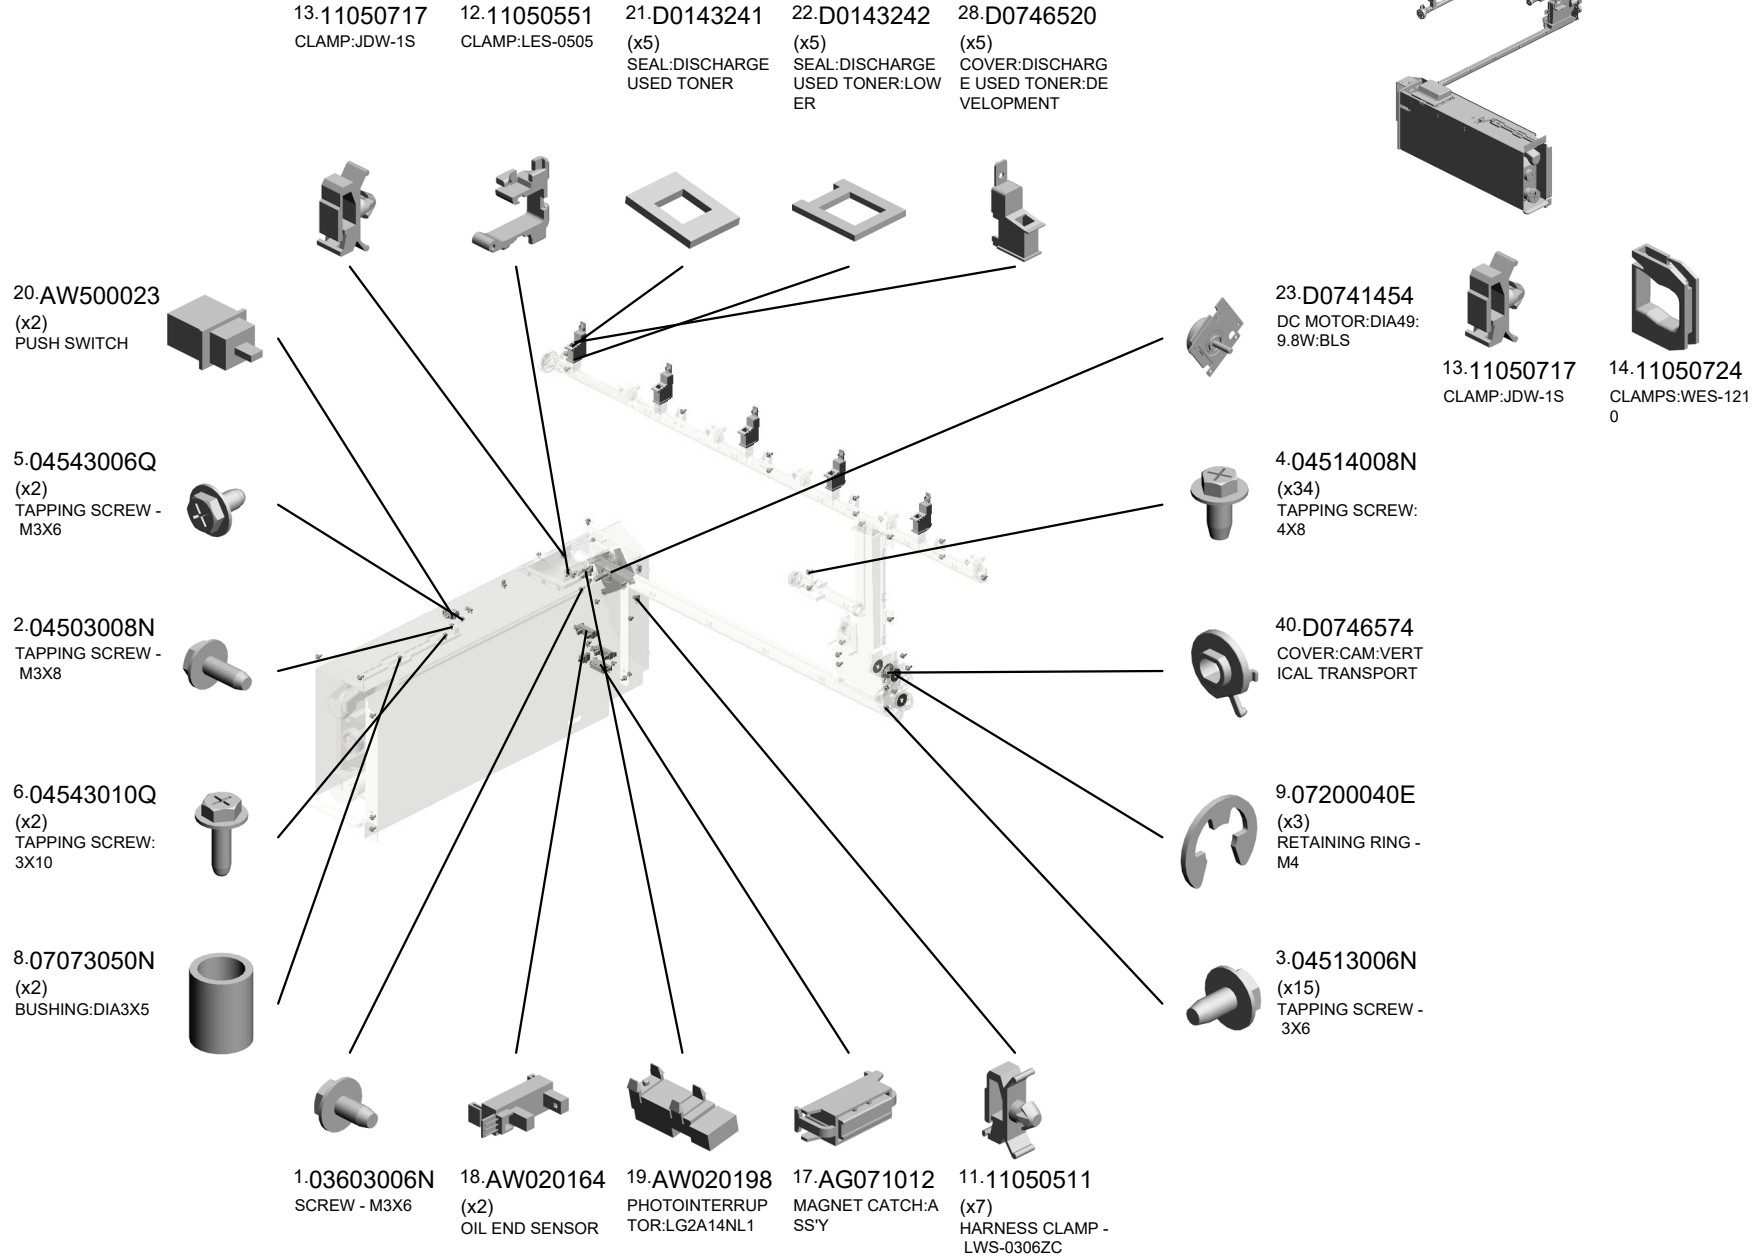 13.11050717
CLAMP:JDW-1S
12.11050551
CLAMP:LES-0505
21.D0143241
(x5)
SEAL:DISCHARGE
USED TONER
22.D0143242
(x5)
SEAL:DISCHARGE
USED TONER:LOW
ER
28.D0746520
(x5)
COVER:DISCHARG
E USED TONER:DE
VELOPMENT
20.AW500023
(x2)
PUSH SWITCH
5.04543006Q
(x2)
TAPPING SCREW -
M3X6
2.04503008N
TAPPING SCREW -
M3X8
6.04543010Q
(x2)
TAPPING SCREW:
3X10
8.07073050N
(x2)
BUSHING:DIA3X5
23.D0741454
DC MOTOR:DIA49:
9.8W:BLS
13.11050717
CLAMP:JDW-1S
14.11050724
CLAMPS:WES-121
0
4.04514008N
(x34)
TAPPING SCREW:
4X8
40.D0746574
COVER:CAM:VERT
ICAL TRANSPORT
9.07200040E
(x3)
RETAINING RING -
M4
3.04513006N
(x15)
TAPPING SCREW -
3X6
1.03603006N
SCREW - M3X6
18.AW020164
(x2)
OIL END SENSOR
19.AW020198
PHOTOINTERRUP
TOR:LG2A14NL1
17.AG071012
MAGNET CATCH:A
SS'Y
11.11050511
(x7)
HARNESS CLAMP -
LWS-0306ZC